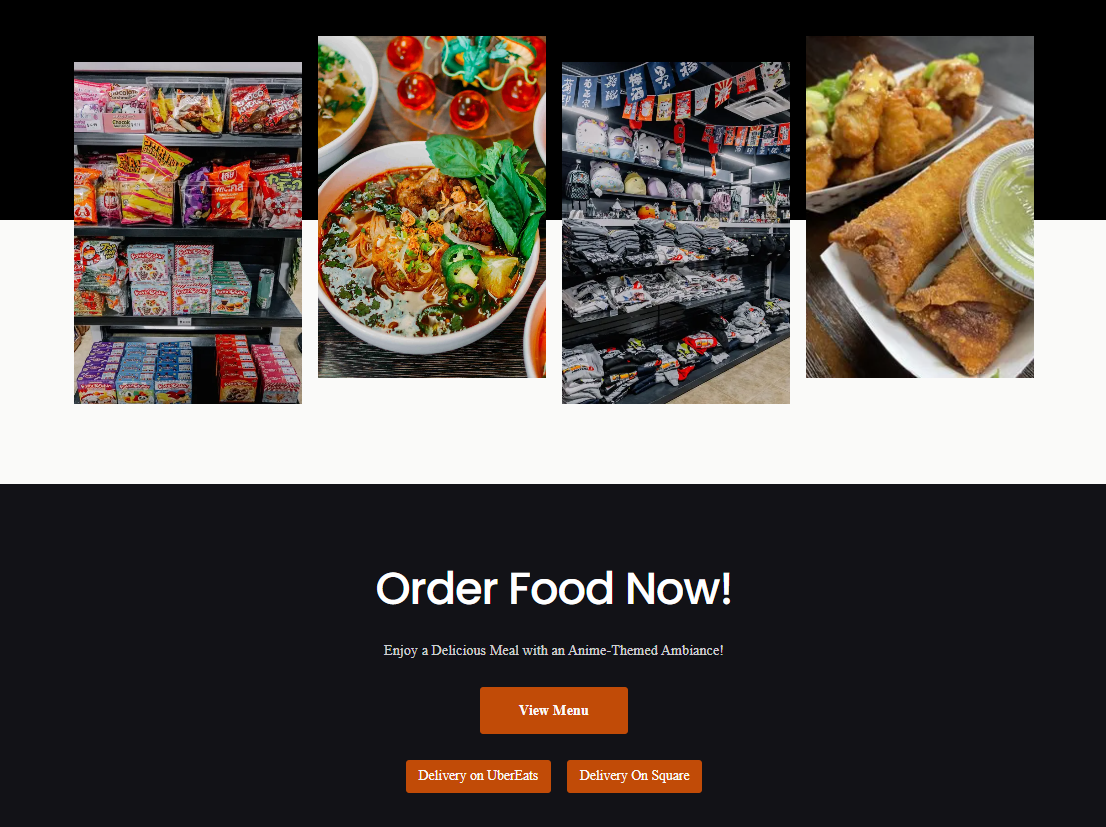 Order Food Now!
Enjoy a Delicious Meal with an Anime-Themed Ambiance!
View Menu
Delivery on UberEats
Delivery On Square